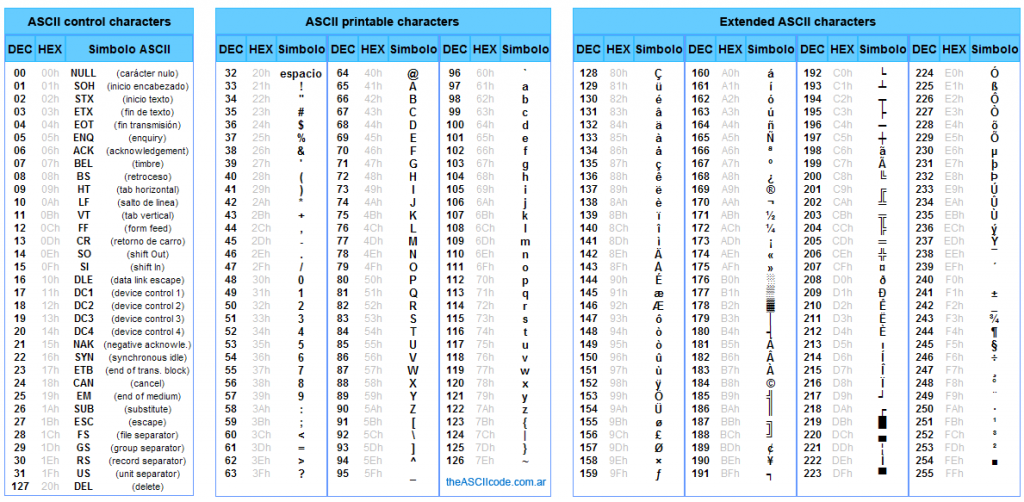 ASCII control characters ASCII printable characters Extended ASCII characters
DEC HEX Simbolo ASCII DEC HEX Simbolo DEC HEX Simbolo DEC HEX Simbolo DEC HEX Simbolo DEC HEX Simbolo DEC HEX Simbolo DEC HEX Simbolo
00 00h NULL (carácter nulo) 32 20h espacio 64 40h @ 96 60h ` 128 80h Ç 160 A0h á 192 C0h └ 224 E0h Ó
01 01h SOH (inicio encabezado) 33 21h ! 65 41h A 97 61h a 129 81h ü 161 A1h í 193 C1h ┴ 225 E1h ß
02 02h STX (inicio texto) 34 22h " 66 42h B 98 62h b 130 82h é 162 A2h ó 194 C2h ┬ 226 E2h Ô
03 03h ETX (fin de texto) 35 23h # 67 43h C 99 63h c 131 83h â 163 A3h ú 195 C3h ├ 227 E3h Ò
04 04h EOT (fin transmisión) 36 24h $ 68 44h D 100 64h d 132 84h ä 164 A4h ñ 196 C4h ─ 228 E4h õ
05 05h ENQ (enquiry) 37 25h % 69 45h E 101 65h e 133 85h à 165 A5h Ñ 197 C5h ┼ 229 E5h Õ
06 06h ACK (acknowledgement) 38 26h & 70 46h F 102 66h f 134 86h å 166 A6h ª 198 C6h ã 230 E6h µ
07 07h BEL (timbre) 39 27h ' 71 47h G 103 67h g 135 87h ç 167 A7h º 199 C7h Ã 231 E7h þ
08 08h BS (retroceso) 40 28h ( 72 48h H 104 68h h 136 88h ê 168 A8h ¿ 200 C8h ╚ 232 E8h Þ
09 09h HT (tab horizontal) 41 29h ) 73 49h I 105 69h i 137 89h ë 169 A9h ® 201 C9h ╔ 233 E9h Ú
10 0Ah LF (salto de linea) 42 2Ah * 74 4Ah J 106 6Ah j 138 8Ah è 170 AAh ¬ 202 CAh ╩ 234 EAh Û
11 0Bh VT (tab vertical) 43 2Bh + 75 4Bh K 107 6Bh k 139 8Bh ï 171 ABh ½ 203 CBh ╦ 235 EBh Ù
12 0Ch FF (form feed) 44 2Ch , 76 4Ch L 108 6Ch l 140 8Ch î 172 ACh ¼ 204 CCh ╠ 236 ECh ý
13 0Dh CR (retorno de carro) 45 2Dh - 77 4Dh M 109 6Dh m 141 8Dh ì 173 ADh ¡ 205 CDh ═ 237 EDh Ý
14 0Eh SO (shift Out) 46 2Eh . 78 4Eh N 110 6Eh n 142 8Eh Ä 174 AEh « 206 CEh ╬ 238 EEh ¯
15 0Fh SI (shift In) 47 2Fh / 79 4Fh O 111 6Fh o 143 8Fh Å 175 AFh » 207 CFh ¤ 239 EFh ´
16 10h DLE (data link escape) 48 30h 0 80 50h P 112 70h p 144 90h É 176 B0h ░ 208 D0h ð 240 F0h
17 11h DC1 (device control 1) 49 31h 1 81 51h Q 113 71h q 145 91h æ 177 B1h ▒ 209 D1h Ð 241 F1h ±
18 12h DC2 (device control 2) 50 32h 2 82 52h R 114 72h r 146 92h Æ 178 B2h ▓ 210 D2h Ê 242 F2h ‗
19 13h DC3 (device control 3) 51 33h 3 83 53h S 115 73h s 147 93h ô 179 B3h │ 211 D3h Ë 243 F3h ¾
20 14h DC4 (device control 4) 52 34h 4 84 54h T 116 74h t 148 94h ö 180 B4h ┤ 212 D4h È 244 F4h ¶
21 15h NAK (negative acknowle.) 53 35h 5 85 55h U 117 75h u 149 95h ò 181 B5h Á 213 D5h ı 245 F5h §
22 16h SYN (synchronous idle) 54 36h 6 86 56h V 118 76h v 150 96h û 182 B6h Â 214 D6h Í 246 F6h ÷
23 17h ETB (end of trans. block) 55 37h 7 87 57h W 119 77h w 151 97h ù 183 B7h À 215 D7h Î 247 F7h ¸
24 18h CAN (cancel) 56 38h 8 88 58h X 120 78h x 152 98h ÿ 184 B8h © 216 D8h Ï 248 F8h °
25 19h EM (end of medium) 57 39h 9 89 59h Y 121 79h y 153 99h Ö 185 B9h ╣ 217 D9h ┘ 249 F9h ¨
26 1Ah SUB (substitute) 58 3Ah : 90 5Ah Z 122 7Ah z 154 9Ah Ü 186 BAh ║ 218 DAh ┌ 250 FAh ·
27 1Bh ESC (escape) 59 3Bh ; 91 5Bh [ 123 7Bh { 155 9Bh ø 187 BBh ╗ 219 DBh █ 251 FBh ¹
28 1Ch FS (file separator) 60 3Ch < 92 5Ch \ 124 7Ch | 156 9Ch £ 188 BCh ╝ 220 DCh ▄ 252 FCh ³
29 1Dh GS (group separator) 61 3Dh = 93 5Dh ] 125 7Dh } 157 9Dh Ø 189 BDh ¢ 221 DDh ¦ 253 FDh ²
30 1Eh RS (record separator) 62 3Eh > 94 5Eh ^ 126 7Eh ~ 158 9Eh × 190 BEh ¥ 222 DEh Ì 254 FEh ■
31 1Fh US (unit separator) 63 3Fh ? 95 5Fh _ theASCIIcode.com.ar 159 9Fh ƒ 191 BFh ┐ 223 DFh ▀ 255 FFh
127 20h DEL (delete)